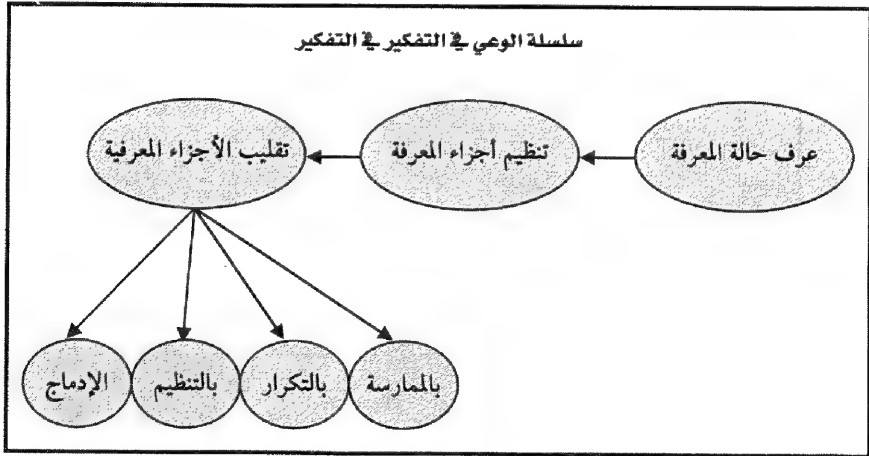 سلسلة الوعي في التفكير في التفكير
عرف حالة المعرفة
تنظيم أجزاء المعرفة
تقليب الأجزاء المعرفية
بالممارسة
بالتكرار
بالتنظيم
الإدماج